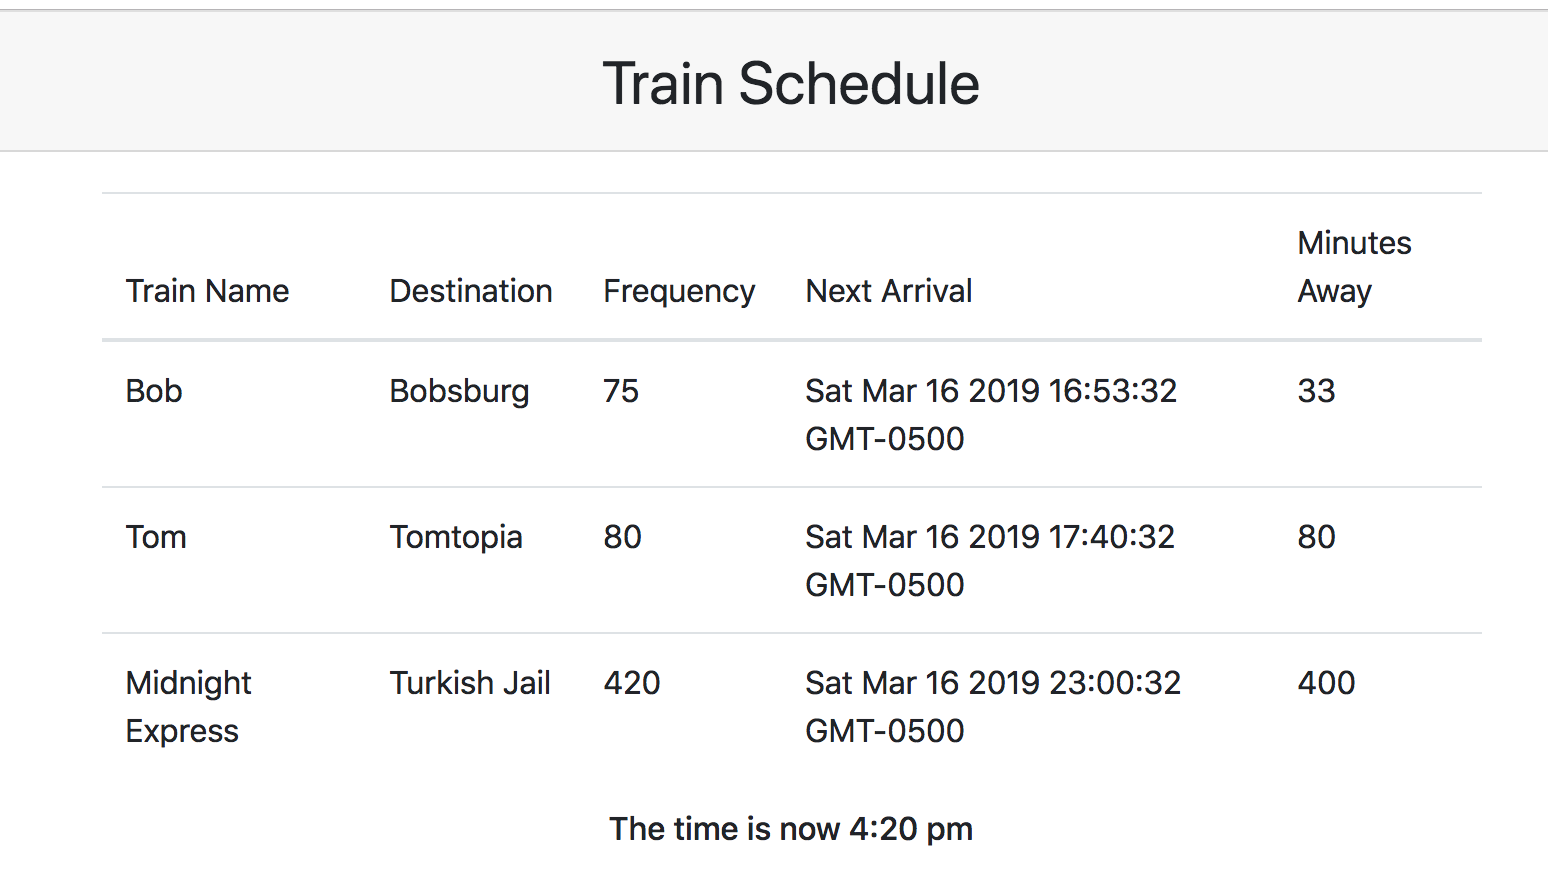 Train Schedule
Train Name Destination Frequency Next Arrival Minutes Away
Bob Bobsburg 75 Sat Mar 16 2019 16:53:32 GMT-0500 33
Tom Tomtopia 80 Sat Mar 16 2019 17:40:32 GMT-0500 80
Midnight Express Turkish Jail 420 Sat Mar 16 2019 23:00:32 GMT-0500 400
The time is now 4:20 pm